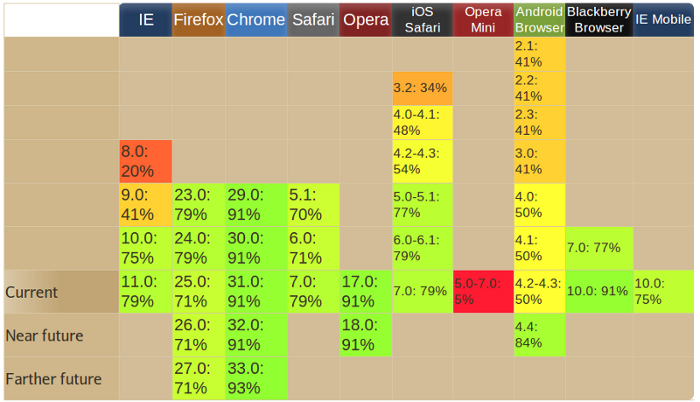 IE Firefox Chrome Safari Opera iOS Safari Opera Mini Android Browser Blackberry Browser IE Mobile
2.1: 41%
3.2: 34% 2.2: 41%
4.0-4.1: 48% 2.3: 41%
8.0: 20% 4.2-4.3: 54% 3.0: 41%
9.0: 41% 23.0: 79% 29.0: 91% 5.1: 70% 5.0-5.1: 77% 4.0: 50%
10.0: 75% 24.0: 79% 30.0: 91% 6.0: 71% 6.0-6.1: 79% 4.1: 50% 7.0: 77%
Current 11.0: 79% 25.0: 71% 31.0: 91% 7.0: 79% 17.0: 91% 7.0: 79% 5.0-7.0: 5% 4.2-4.3: 50% 10.0: 91% 10.0: 75%
Near future 26.0: 71% 32.0: 91% 18.0: 91% 4.4: 84%
Farther future 27.0: 71% 33.0: 93%